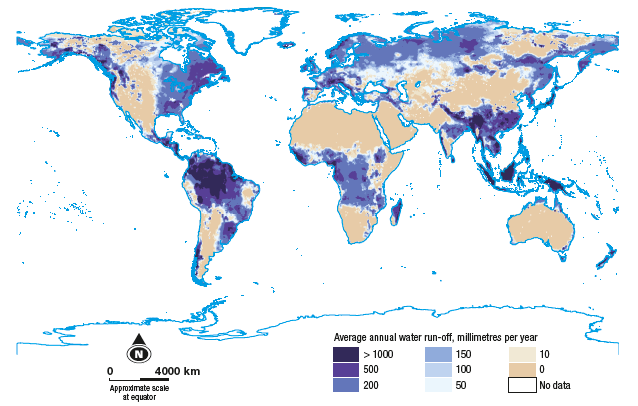 Average annual water run-off, millimetres per year
> 1000
500
200
150
100
50
10
0
No data
N
0 4000 km
Approximate scale
at equator